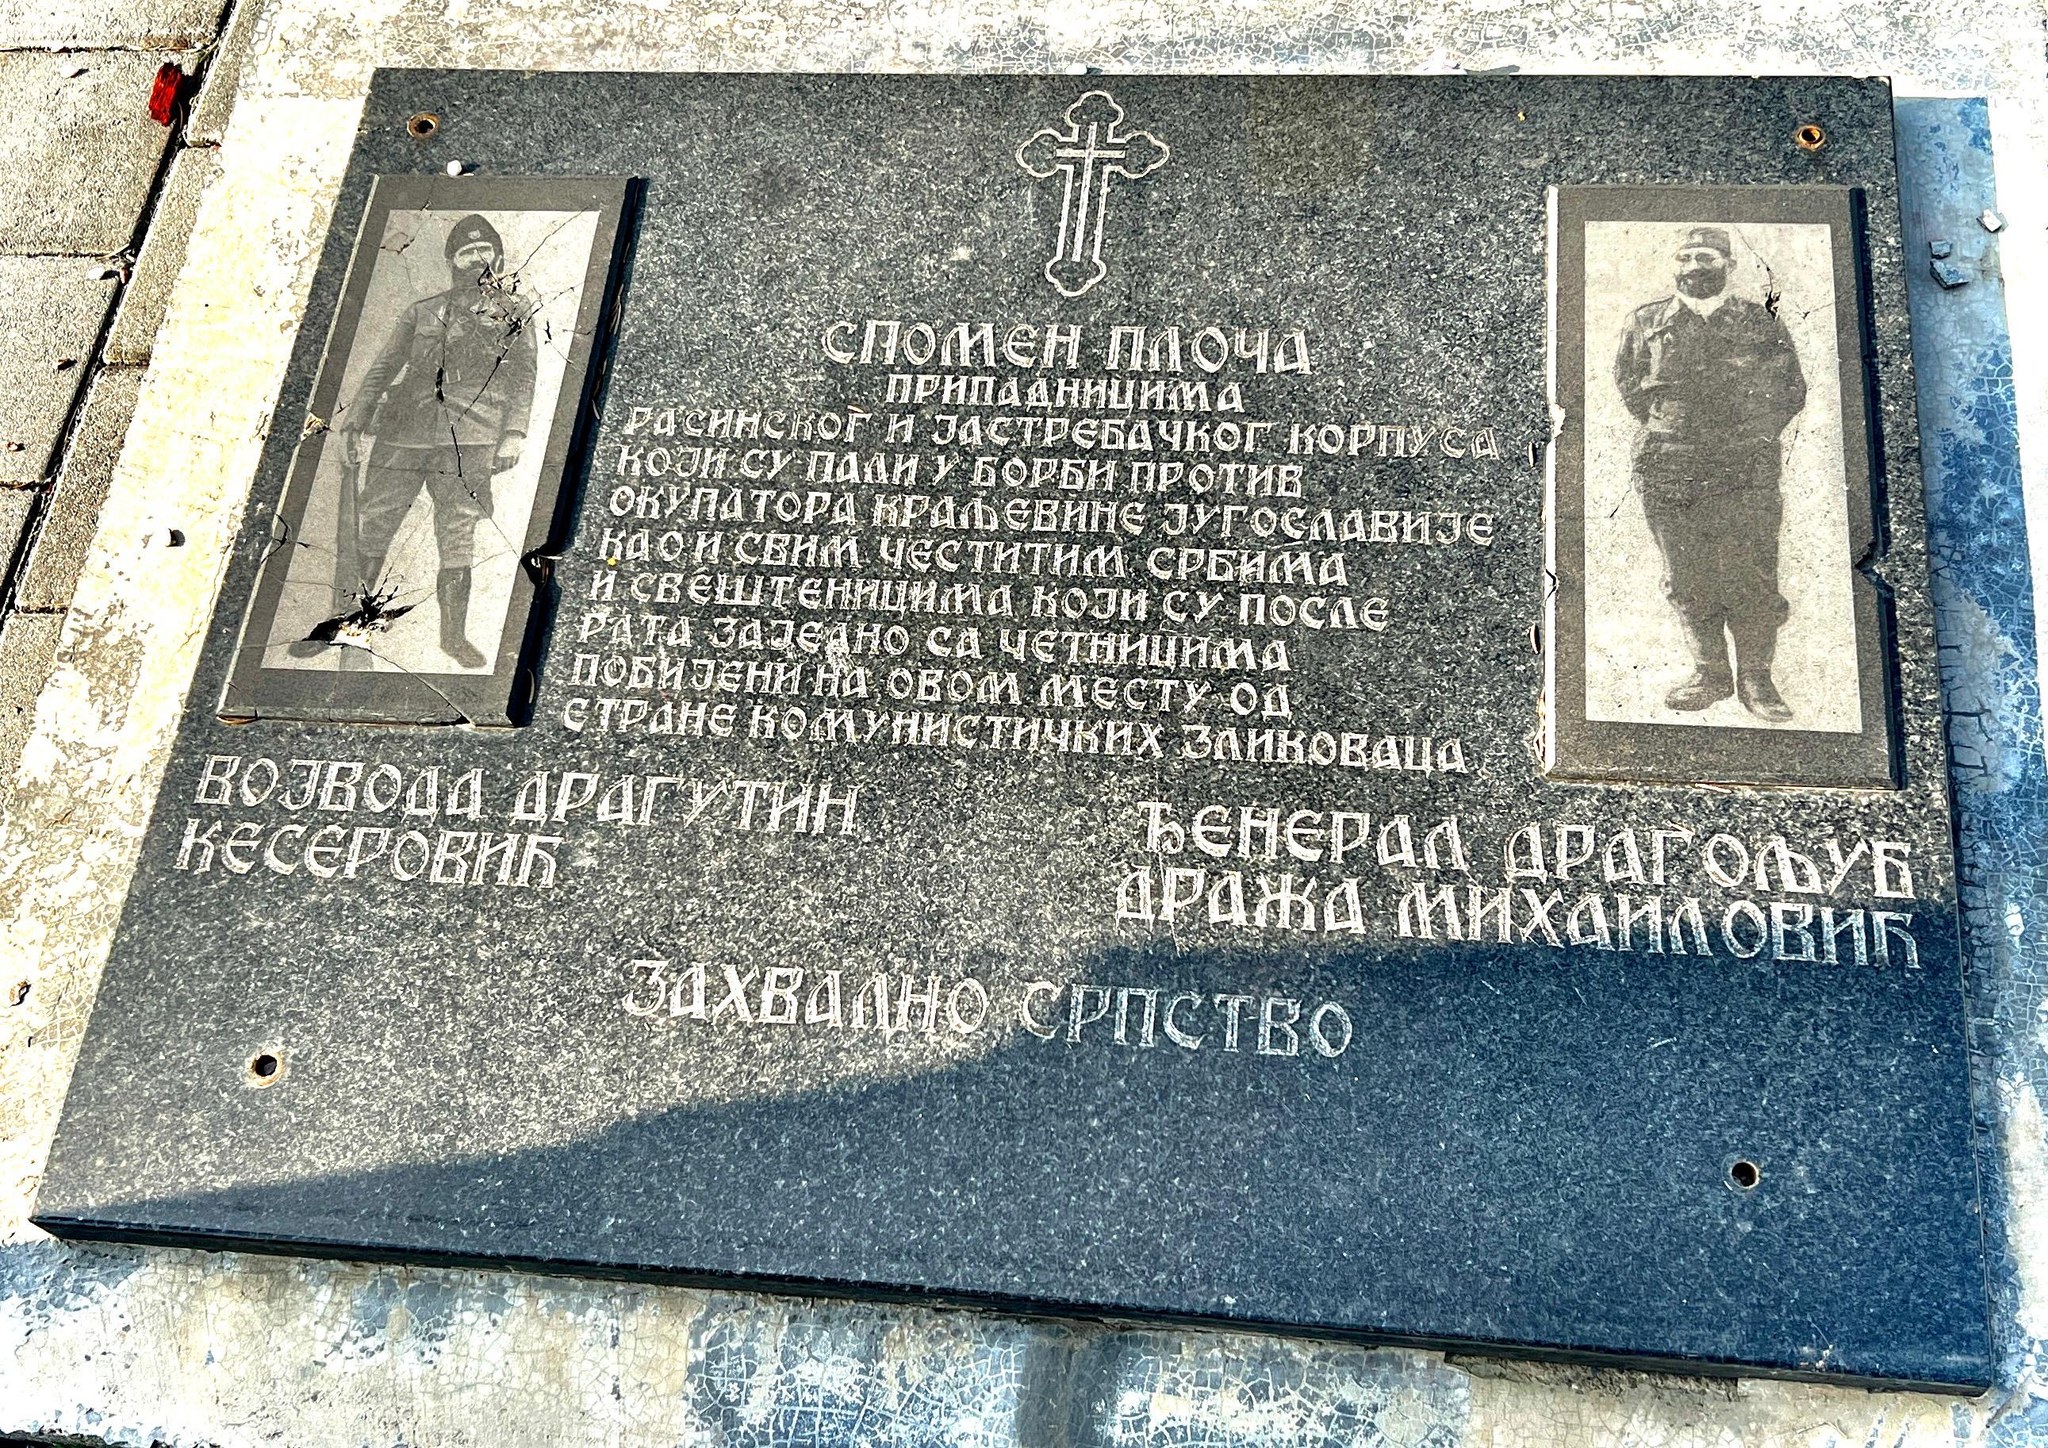 СПОМЕН ПЛОЧА
ПРИПАДНИЦИМА
РАСИНСКОГ И ЈАСТРЕБАЧКОГ КОРПУСА
КОЈИ СУ ПАЛИ У БОРБИ ПРОТИВ
ОКУПАТОРА КРАЉЕВИНЕ ЈУГОСЛАВИЈЕ
КАО И СВИМ ЧЕСТИТИМ СРБИМА
И СВЕШТЕНИЦИМА КОЈИ СУ ПОСЛЕ
РАТА ЗАЈЕДНО СА ЧЕТНИЦИМА
ПОБИЈЕНИ НА ОВОМ МЕСТУ ОД
СТРАНЕ КОМУНИСТИЧКИХ ЗЛИКОВАЦА
ВОЈВОДА ДРАГУТИН
КЕСЕРОВИЋ
ЂЕНЕРАЛ ДРАГОЉУБ
ДРАЖА МИХАИЛОВИЋ
ЗАХВАЛНО СРПСТВО